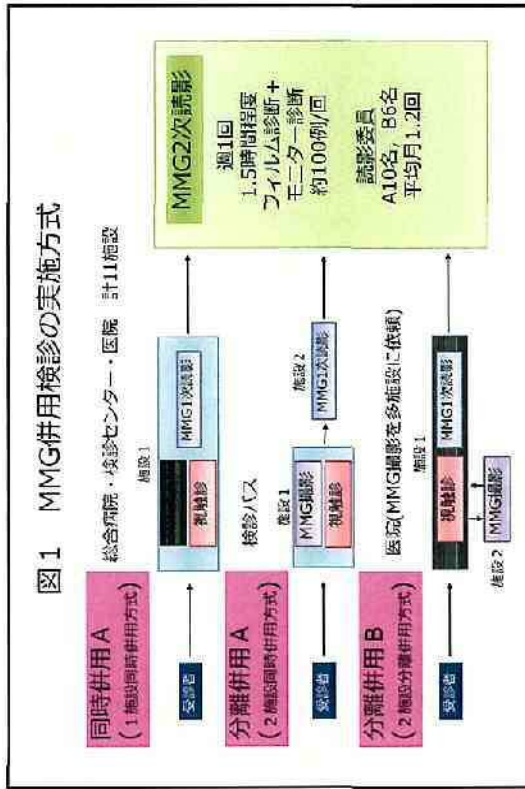 図1 MMG併用検診の実施方式
同時併用A
(1施設同時併用方式)
総合病院・検診センター・医院 計11施設
施設1
受診者
視触診
MMG1次読影
分離併用A
(2施設同時併用方式)
検診バス
施設1
施設2
受診者
MMG撮影
視触診
MMG1次読影
分離併用B
(2施設分離併用方式)
医院(MMG撮影を多施設に依頼)
施設1
受診者
視触診
MMG1次読影
MMG撮影
施設2
MMG2次読影
週1回
1.5時間程度
フィルム診断+
モニター診断
約100例/回
読影委員
A10名, B6名
平均月1.2回